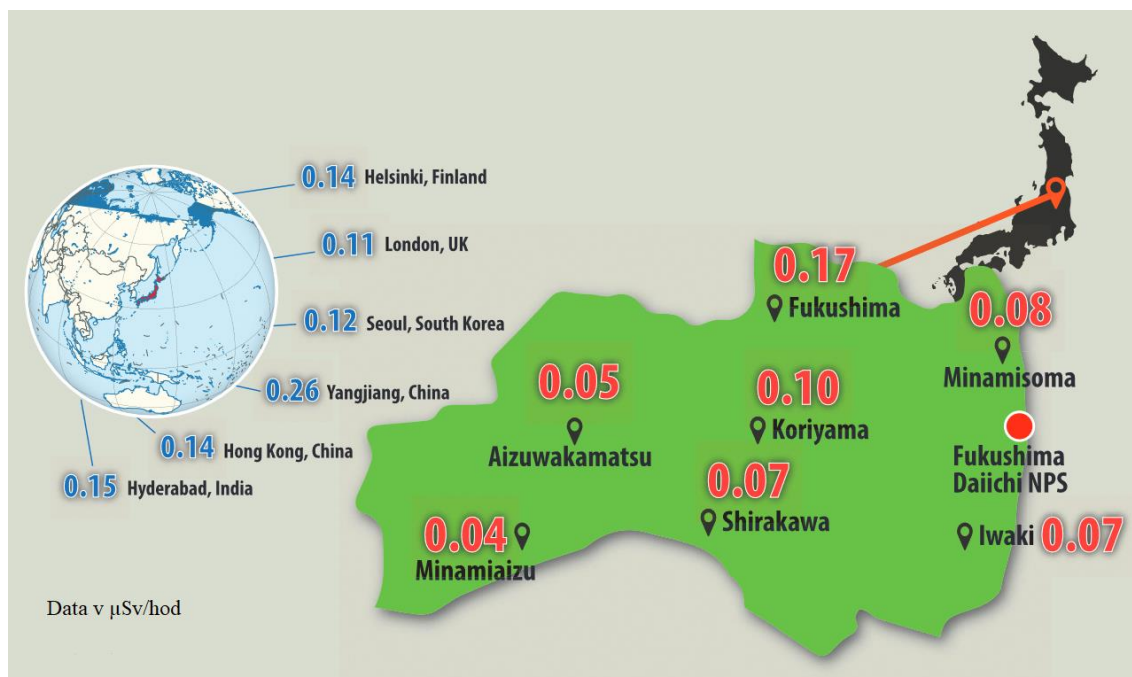 0.14 Helsinki, Finland
0.11 London, UK
0.12 Seoul, South Korea
0.26 Yangjiang, China
0.14 Hong Kong, China
0.15 Hyderabad, India
0.17
Fukushima
0.08
Minamisoma
0.05
Aizuwakamatsu
0.10
Koriyama
Fukushima
Daiichi NPS
0.07
Shirakawa
0.04
Minamiaizu
Iwaki 0.07
Data v µSv/hod